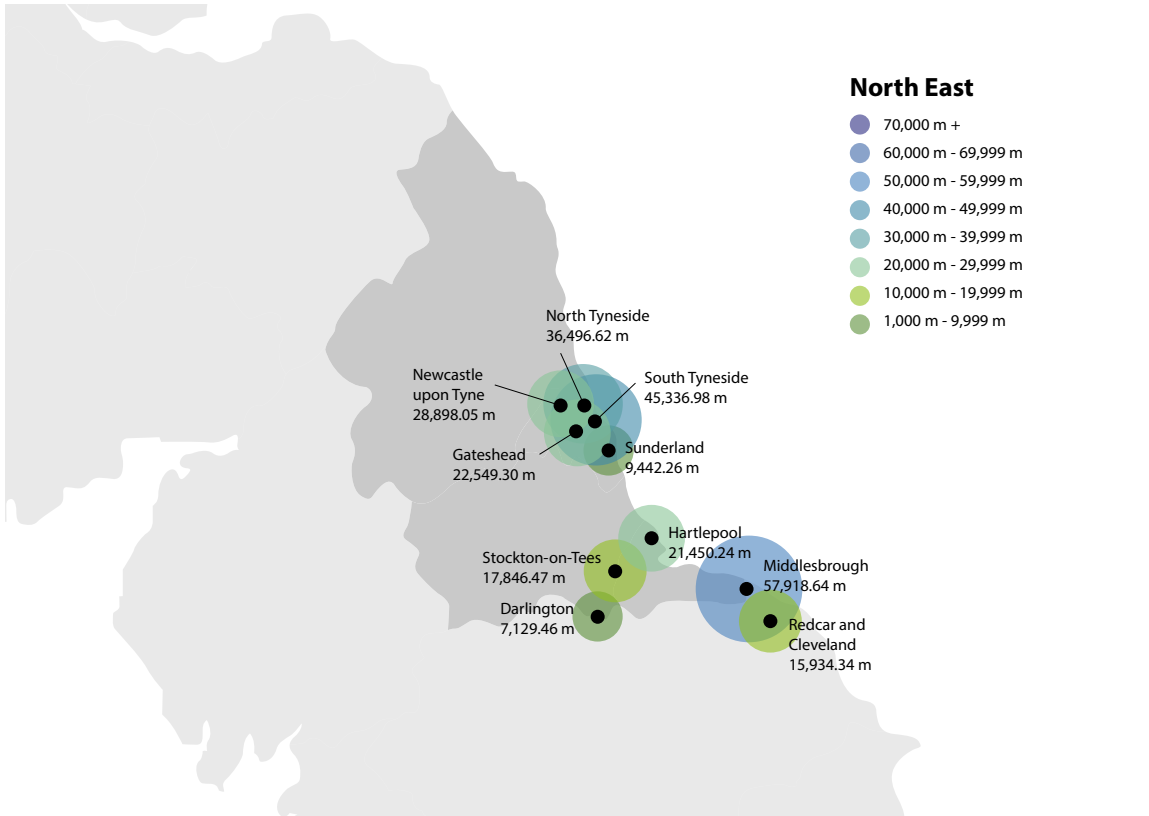 North East
70,000 m +
60,000 m - 69,999 m
50,000 m - 59,999 m
40,000 m - 49,999 m
30,000 m - 39,999 m
20,000 m - 29,999 m
10,000 m - 19,999 m
1,000 m - 9,999 m
North Tyneside
36,496.62 m
Newcastle
upon Tyne
28,898.05 m
South Tyneside
45,336.98 m
Gateshead
22,549.30 m
Sunderland
9,442.26 m
Hartlepool
21,450.24 m
Stockton-on-Tees
17,846.47 m
Middlesbrough
57,918.64 m
Darlington
7,129.46 m
Redcar and
Cleveland
15,934.34 m